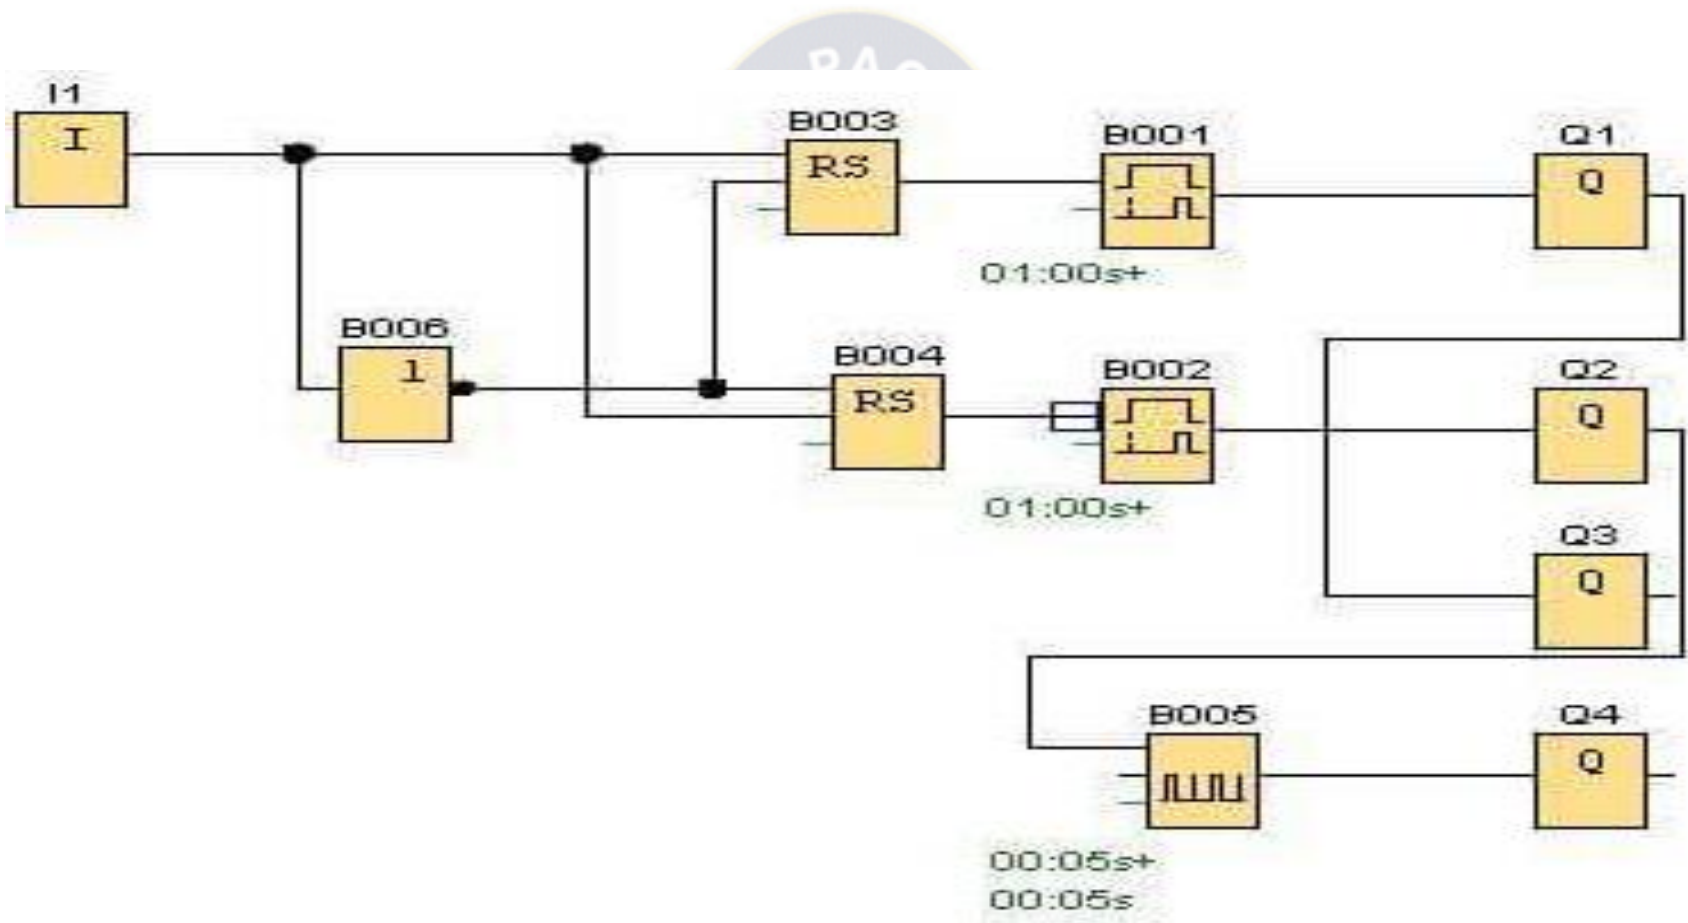 I1
I
B003
RS
B001
01:00s+
Q1
Q
B006
1
B004
RS
B002
01:00s+
Q2
Q
Q3
Q
B005
00:05s+
00:05s
Q4
Q